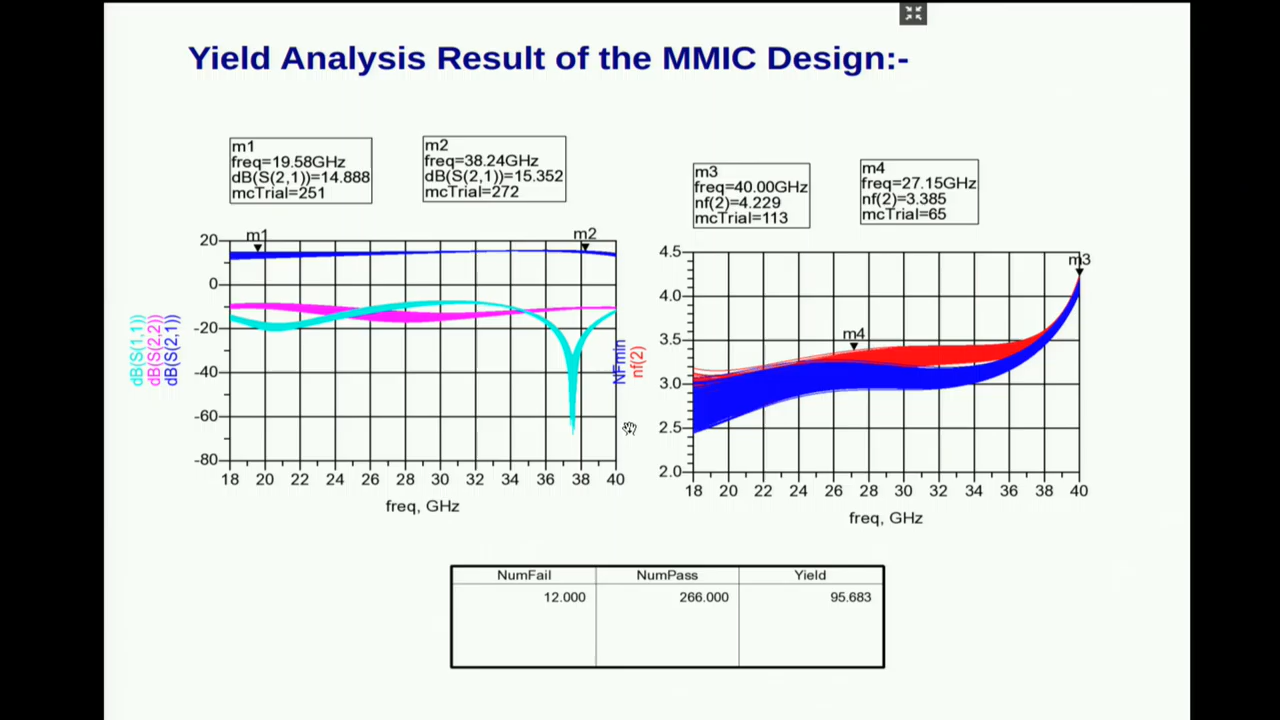 Yield Analysis Result of the MMIC Design:-
m1
freq=19.58GHz
dB(S(2,1))=14.888
mcTrial=251
m2
freq=38.24GHz
dB(S(2,1))=15.352
mcTrial=272
m3
freq=40.00GHz
nf(2)=4.229
mcTrial=113
m4
freq=27.15GHz
nf(2)=3.385
mcTrial=65
m1
m2
20
0
-20
-40
-60
-80
dB(S(1,1))
dB(S(2,2))
dB(S(2,1))
18 20 22 24 26 28 30 32 34 36 38 40
freq, GHz
m4
m3
4.5
4.0
3.5
3.0
2.5
2.0
NFmin
nf(2)
18 20 22 24 26 28 30 32 34 36 38 40
freq, GHz
NumFail NumPass Yield
12.000 266.000 95.683